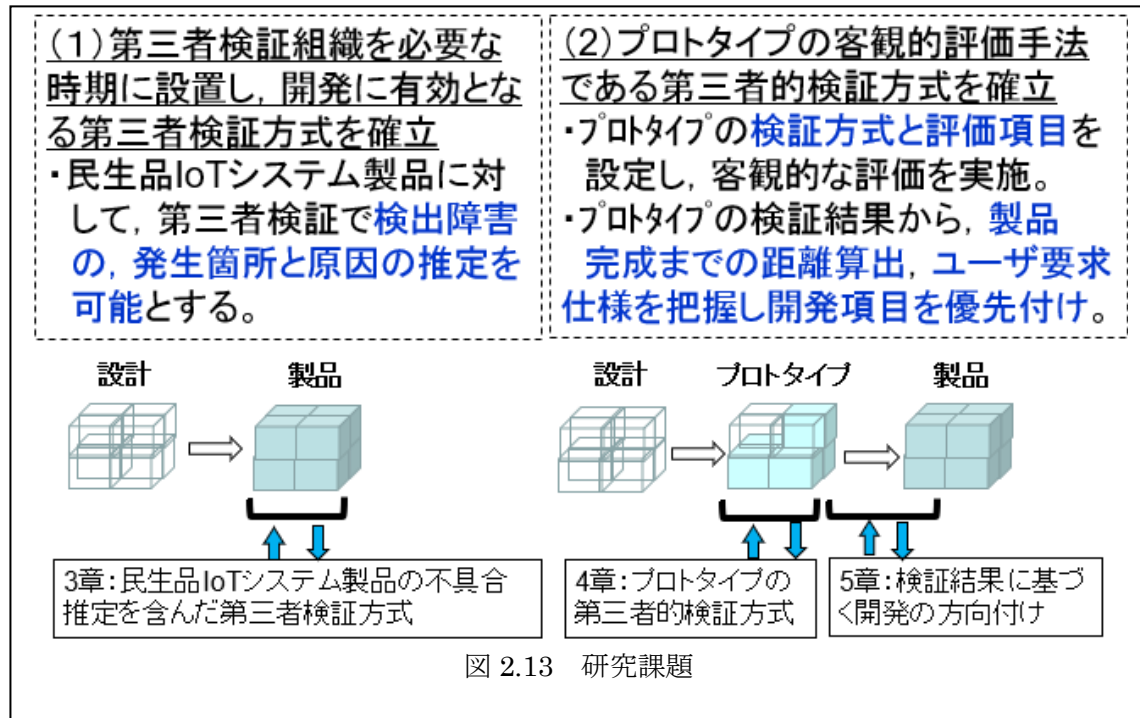 (1)第三者検証組織を必要な
時期に設置し,開発に有効とな
る第三者検証方式を確立
・民生品IoTシステム製品に対
して,第三者検証で検出障害
の,発生箇所と原因の推定を
可能とする。
(2)プロトタイプの客観的評価手法
である第三者的検証方式を確立
・プロトタイプの検証方式と評価項目を
設定し,客観的な評価を実施。
・プロトタイプの検証結果から,製品
完成までの距離算出,ユーザ要求
仕様を把握し開発項目を優先付け。
設計
製品
3章:民生品IoTシステム製品の不具合
推定を含んだ第三者検証方式
設計
プロトタイプ
製品
4章:プロトタイプの
第三者的検証方式
5章:検証結果に基づ
く開発の方向付け
図 2.13 研究課題